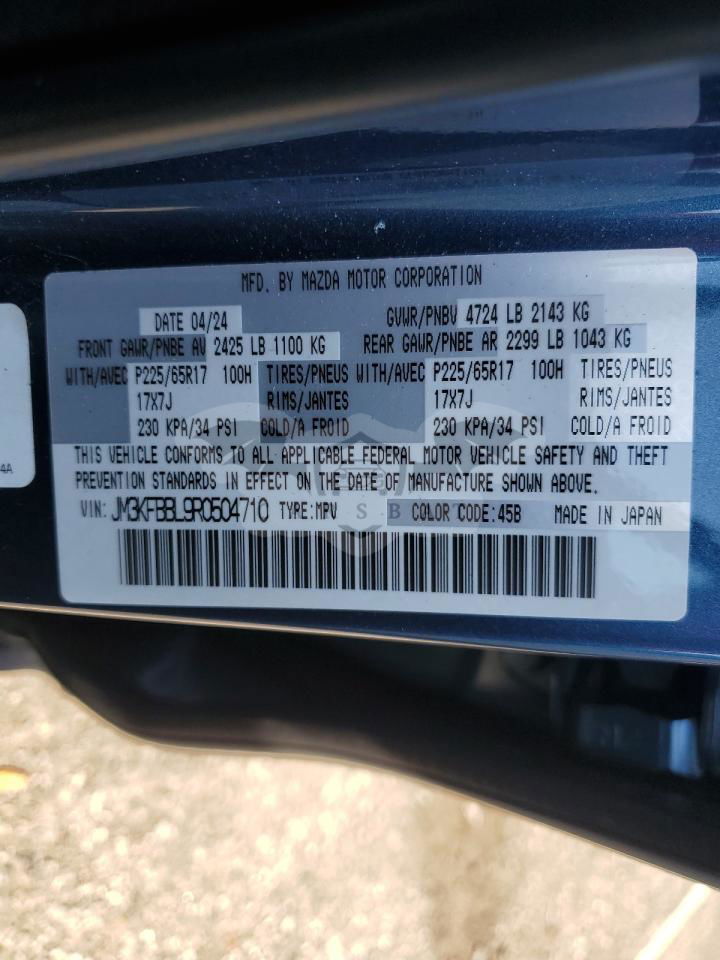 MFD. BY MAZDA MOTOR CORPORATION
DATE 04/24 GVWR/PNBV 4724 LB 2143 KG
FRONT GAWR/PNBE AV 2425 LB 1100 KG REAR GAWR/PNBE AR 2299 LB 1043 KG
WITH/AVEC P225/65R17 100H TIRES/PNEUS WITH/AVEC P225/65R17 100H TIRES/PNEUS
17X7J RIMS/JANTES 17X7J RIMS/JANTES
230 KPA/34 PSI COLD/A FROID 230 KPA/34 PSI COLD/A FROID
THIS VEHICLE CONFORMS TO ALL APPLICABLE FEDERAL MOTOR VEHICLE SAFETY AND THEFT
PREVENTION STANDARDS IN EFFECT ON THE DATE OF MANUFACTURE SHOWN ABOVE.
VIN: JM3KFBBL9R0504710 TYPE:MPV COLOR CODE:45B MADE IN JAPAN
4A